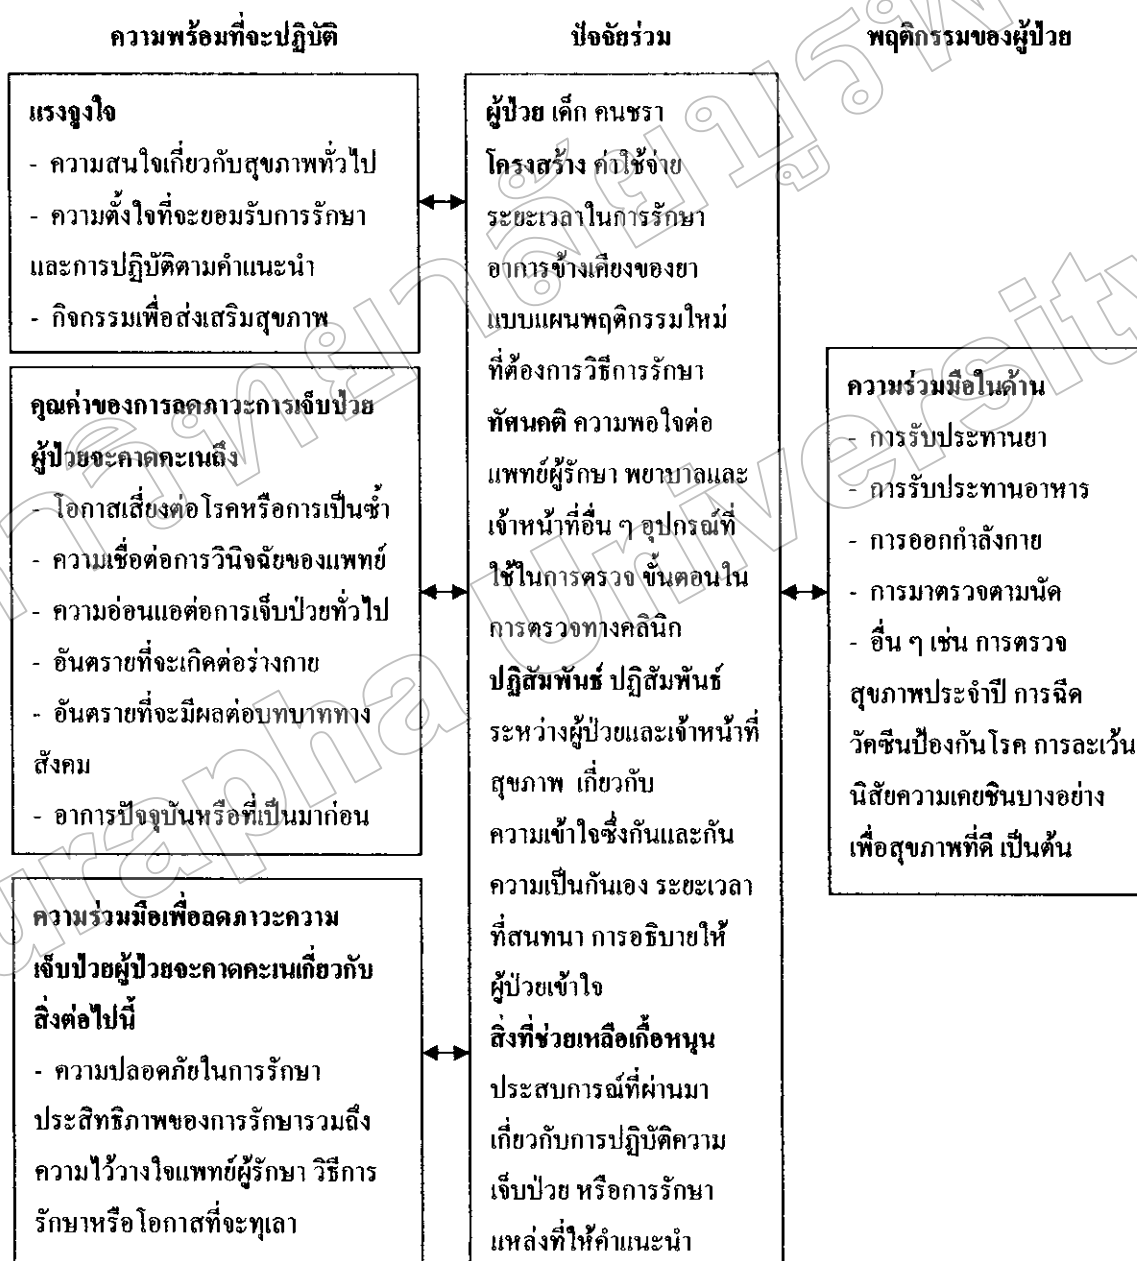 ความพร้อมที่จะปฏิบัติ
แรงจูงใจ
- ความสนใจเกี่ยวกับสุขภาพทั่วไป
- ความตั้งใจที่จะยอมรับการรักษา
และการปฏิบัติตามคำแนะนำ
- กิจกรรมเพื่อส่งเสริมสุขภาพ
คุณค่าของการลดภาวะการเจ็บป่วย
ผู้ป่วยจะคาดคะเนถึง
- โอกาสเสี่ยงต่อโรคหรือการเป็นซ้ำ
- ความเชื่อต่อการวินิจฉัยของแพทย์
- ความอ่อนแอต่อการเจ็บป่วยทั่วไป
- อันตรายที่จะเกิดต่อร่างกาย
- อันตรายที่จะมีผลต่อบทบาททาง
สังคม
- อาการปัจจุบันหรือที่เป็นมาก่อน
ความร่วมมือเพื่อลดภาวะความ
เจ็บป่วยผู้ป่วยจะคาดคะเนเกี่ยวกับ
สิ่งต่อไปนี้
- ความปลอดภัยในการรักษา
ประสิทธิภาพของการรักษารวมถึง
ความไว้วางใจแพทย์ผู้รักษา วิธีการ
รักษาหรือโอกาสที่จะทุเลา
ปัจจัยร่วม
ผู้ป่วย เด็ก คนชรา
โครงสร้าง ค่าใช้จ่าย
ระยะเวลาในการรักษา
อาการข้างเคียงของยา
แบบแผนพฤติกรรมใหม่
ที่ต้องการวิธีการรักษา
ทัศนคติ ความพอใจต่อ
แพทย์ผู้รักษา พยาบาลและ
เจ้าหน้าที่อื่น ๆ อุปกรณ์ที่
ใช้ในการตรวจ ขั้นตอนใน
การตรวจทางคลินิก
ปฏิสัมพันธ์ ปฏิสัมพันธ์
ระหว่างผู้ป่วยและเจ้าหน้าที่
สุขภาพ เกี่ยวกับ
ความเข้าใจซึ่งกันและกัน
ความเป็นกันเอง ระยะเวลา
ที่สนทนา การอธิบายให้
ผู้ป่วยเข้าใจ
สิ่งที่ช่วยเหลือเกื้อหนุน
ประสบการณ์ที่ผ่านมา
เกี่ยวกับการปฏิบัติความ
เจ็บป่วย หรือการรักษา
แหล่งที่ให้คำแนะนำ
พฤติกรรมของผู้ป่วย
ความร่วมมือในด้าน
- การรับประทานยา
- การรับประทานอาหาร
- การออกกำลังกาย
- การมาตรวจตามนัด
- อื่น ๆ เช่น การตรวจ
สุขภาพประจำปี การฉีด
วัคซีนป้องกันโรค การละเว้น
นิสัยความเคยชินบางอย่าง
เพื่อสุขภาพที่ดี เป็นต้น
urapha University